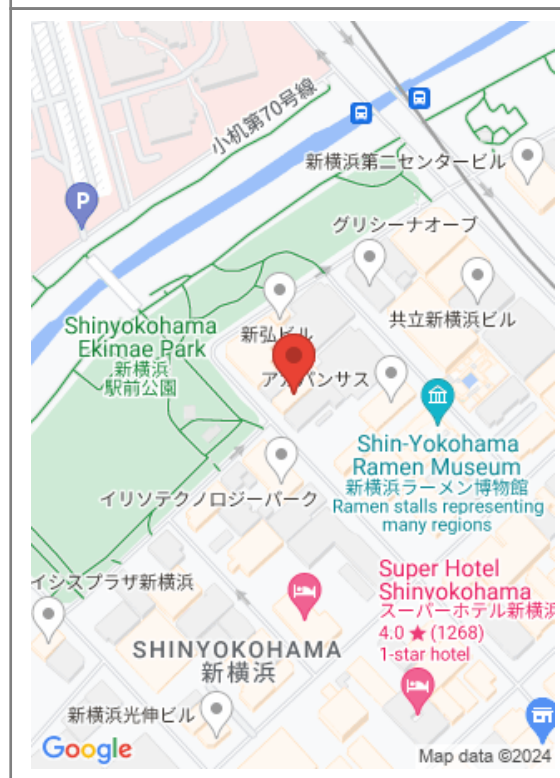 小机第70号線
新横浜第二センタービル
P
グリシーナオーブ
新弘ビル
共立新横浜ビル
Shinyokohama
Ekimae Park
新横浜
駅前公園
Shin-Yokohama
Ramen Museum
新横浜ラーメン博物館
Ramen stalls representing
many regions
イリソテクノロジーパーク
Super Hotel
Shinyokohama
スーパーホテル新横浜
4.0 ★ (1268)
1-star hotel
イシスプラザ新横浜
SHINYOKOHAMA
新横浜
新横浜光伸ビル
Google
Map data ©2024